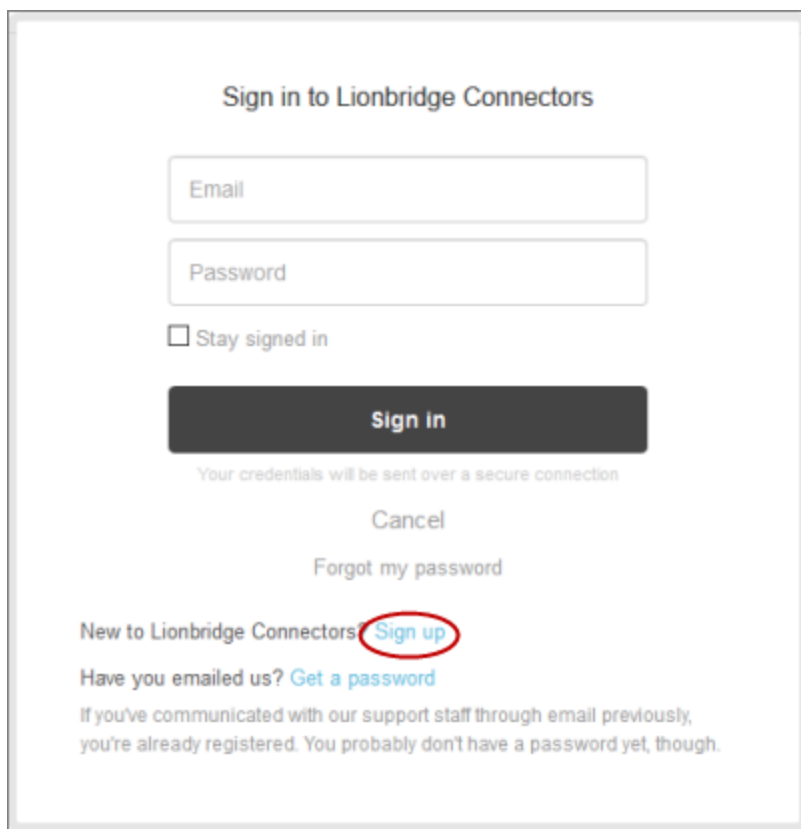 Sign in to Lionbridge Connectors
Email
Password
Stay signed in
Sign in
Your credentials will be sent over a secure connection
Cancel
Forgot my password
New to Lionbridge Connectors? Sign up
Have you emailed us? Get a password
If you've communicated with our support staff through email previously,
you're already registered. You probably don't have a password yet, though.